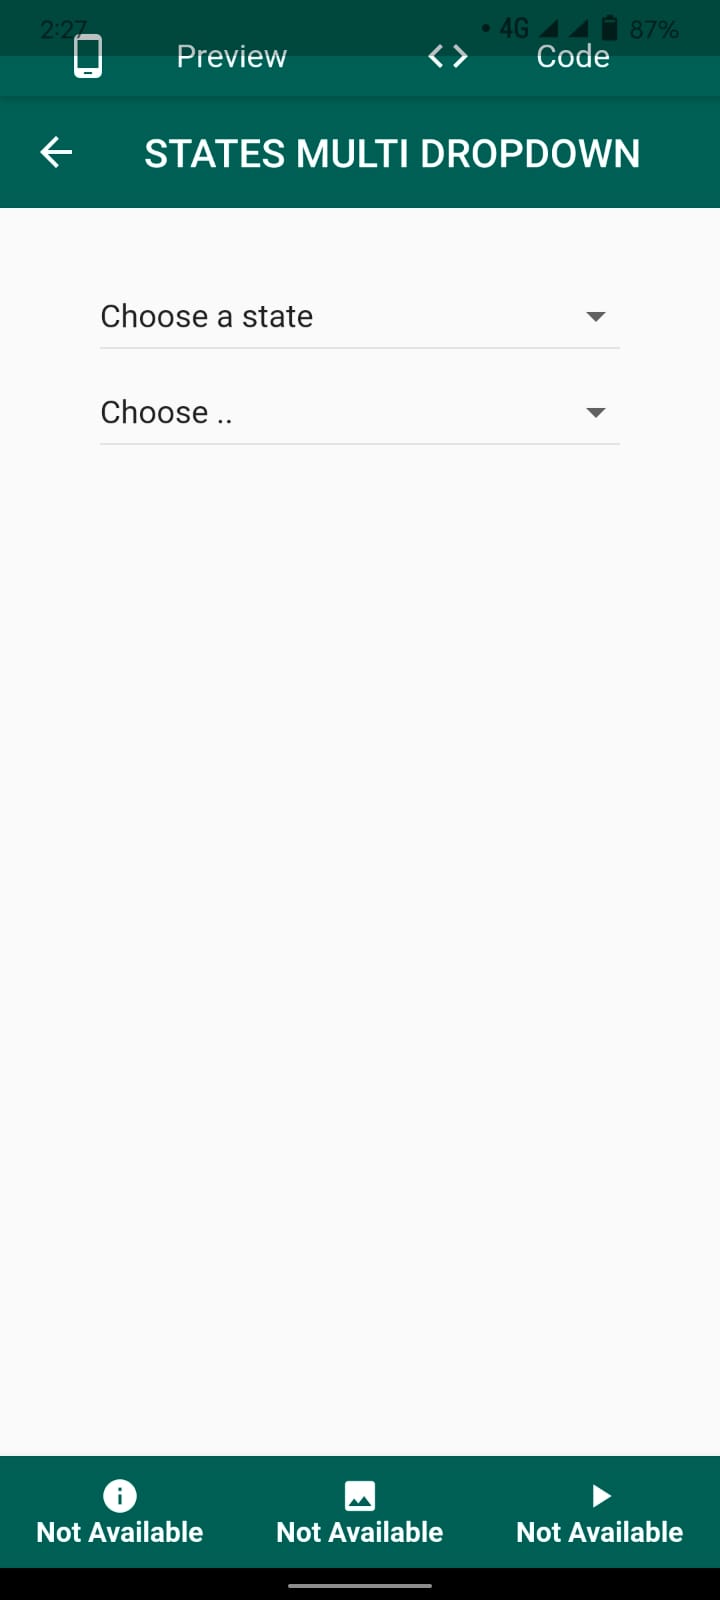 2:27 • 4G 87%
Preview Code
STATES MULTI DROPDOWN
Choose a state
Choose ..
Not Available Not Available Not Available